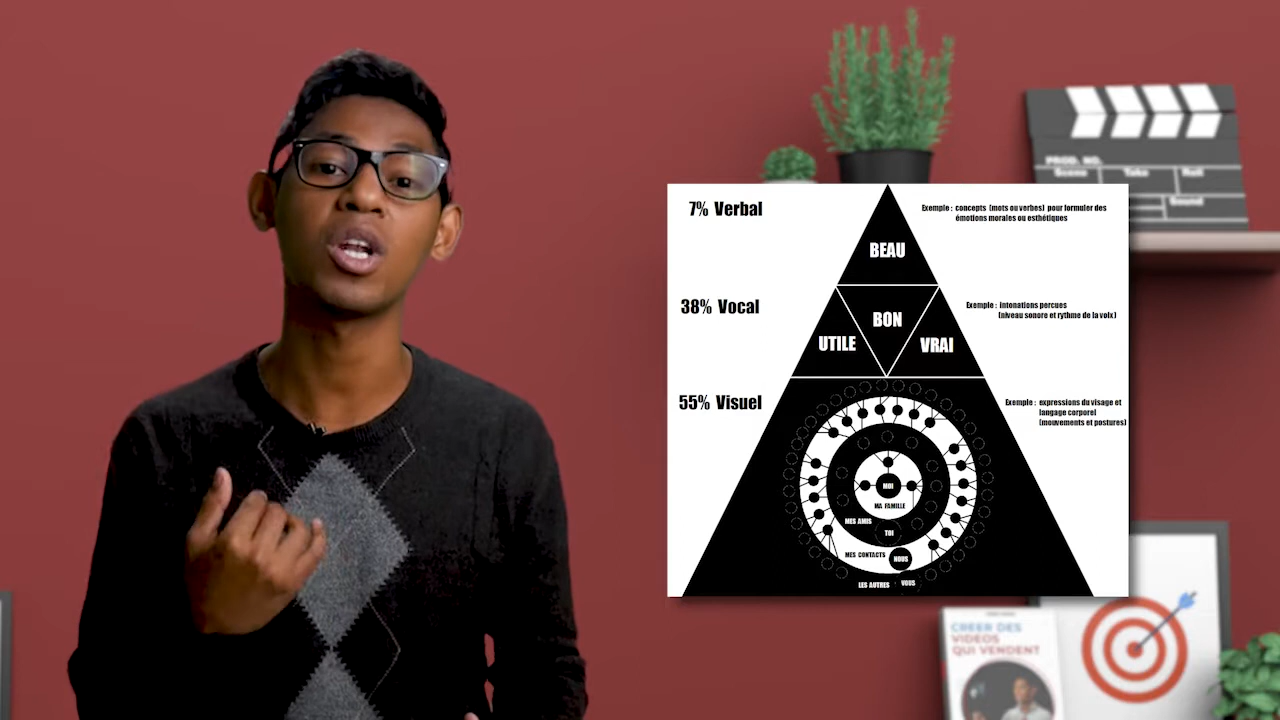 PROD. NO.
Scene Take Roll
Sound
7% Verbal
Exemple : concepts (mots ou verbes) pour formuler des
émotions morales ou esthétiques
BEAU
38% Vocal
Exemple : intonations percues
(niveau sonore et rythme de la voix)
BON
UTILE
VRAI
55% Visuel
Exemple : expressions du visage et
langage corporel
(mouvements et postures)
MOI
MA FAMILLE
MES AMIS
TOI
MES CONTACTS
NOUS
LES AUTRES
VOUS
CRÉER DES
VIDEOS
QUI VENDENT